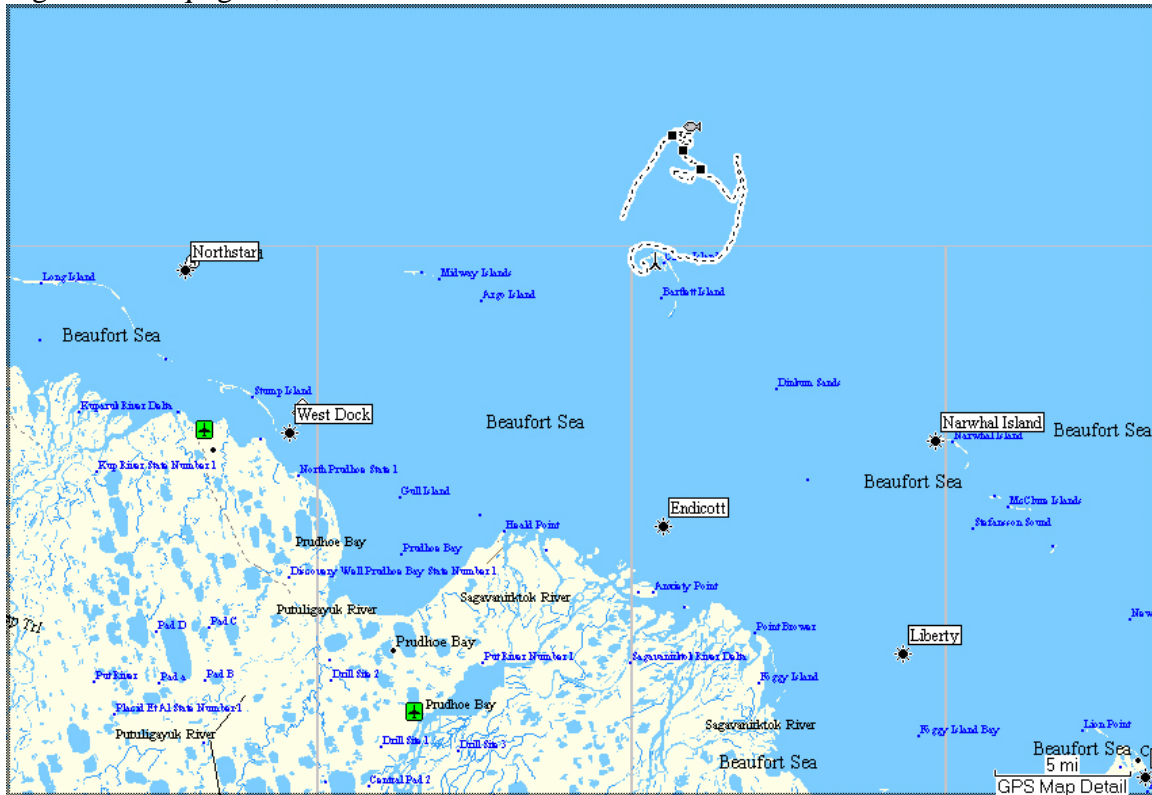 Northstar
Long Island
Midway Islands
Argo Island
Bartlett Island
Beaufort Sea
Dinkum Sands
Stump Island
Kuparuk River Delta
West Dock
Beaufort Sea
Narwhal Island
Beaufort Sea
Narwhal Island
Kup River State Number 1
North Prudhoe State 1
Beaufort Sea
Gull Island
McClure Islands
Endicott
Stefansson Sound
Heald Point
Prudhoe Bay
Prudhoe Bay
Discovery Well Prudhoe Bay State Number 1
Anxiety Point
Sagavanirktok River
Putuligayuk River
Trl
Pad D
Pad C
Point Brower
Liberty
Prudhoe Bay
Put River Number 1
Sagavanirktok River Delta
Put River
Pad A
Pad B
Drill Site 2
Foggy Island
Prudhoe Bay
Placid Et Al State Number 1
Sagavanirktok River
Lion Point
Putuligayuk River
Foggy Island Bay
Drill Site 1
Drill Site 3
Beaufort Sea
Beaufort Sea
5 mi
Central Pad 2
GPS Map Detail